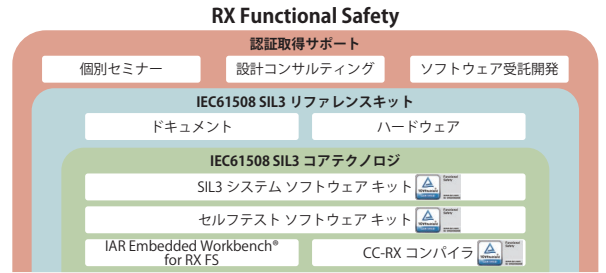 RX Functional Safety
認証取得サポート
個別セミナー
設計コンサルティング
ソフトウェア受託開発
IEC61508 SIL3 リファレンスキット
ドキュメント
ハードウェア
IEC61508 SIL3 コアテクノロジ
SIL3 システム ソフトウェア キット
セルフテスト ソフトウェア キット
IAR Embedded Workbench®
for RX FS
CC-RX コンパイラ